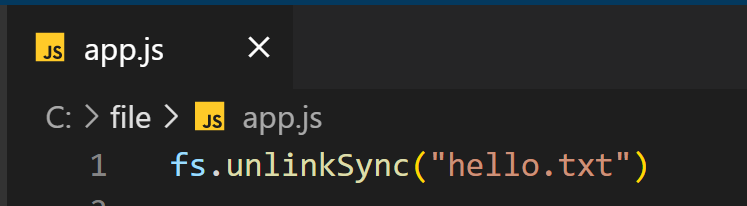 JS app.js ×
C: > file > JS app.js
1 fs.unlinkSync("hello.txt")